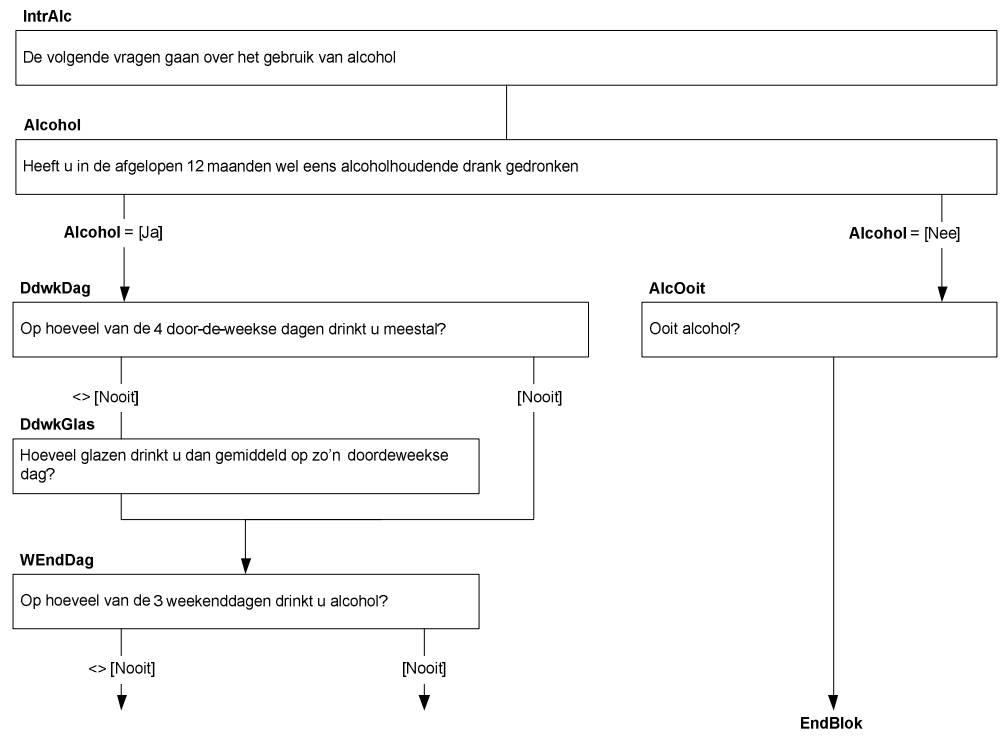 IntrAlc
De volgende vragen gaan over het gebruik van alcohol
Alcohol
Heeft u in de afgelopen 12 maanden wel eens alcoholhoudende drank gedronken
Alcohol = [Ja]
Alcohol = [Nee]
DdwkDag
AlcOoit
Op hoeveel van de 4 door-de-weekse dagen drinkt u meestal?
Ooit alcohol?
<> [Nooit]
[Nooit]
DdwkGlas
Hoeveel glazen drinkt u dan gemiddeld op zo'n doordeweekse
dag?
WEndDag
Op hoeveel van de 3 weekenddagen drinkt u alcohol?
<> [Nooit]
[Nooit]
EndBlok